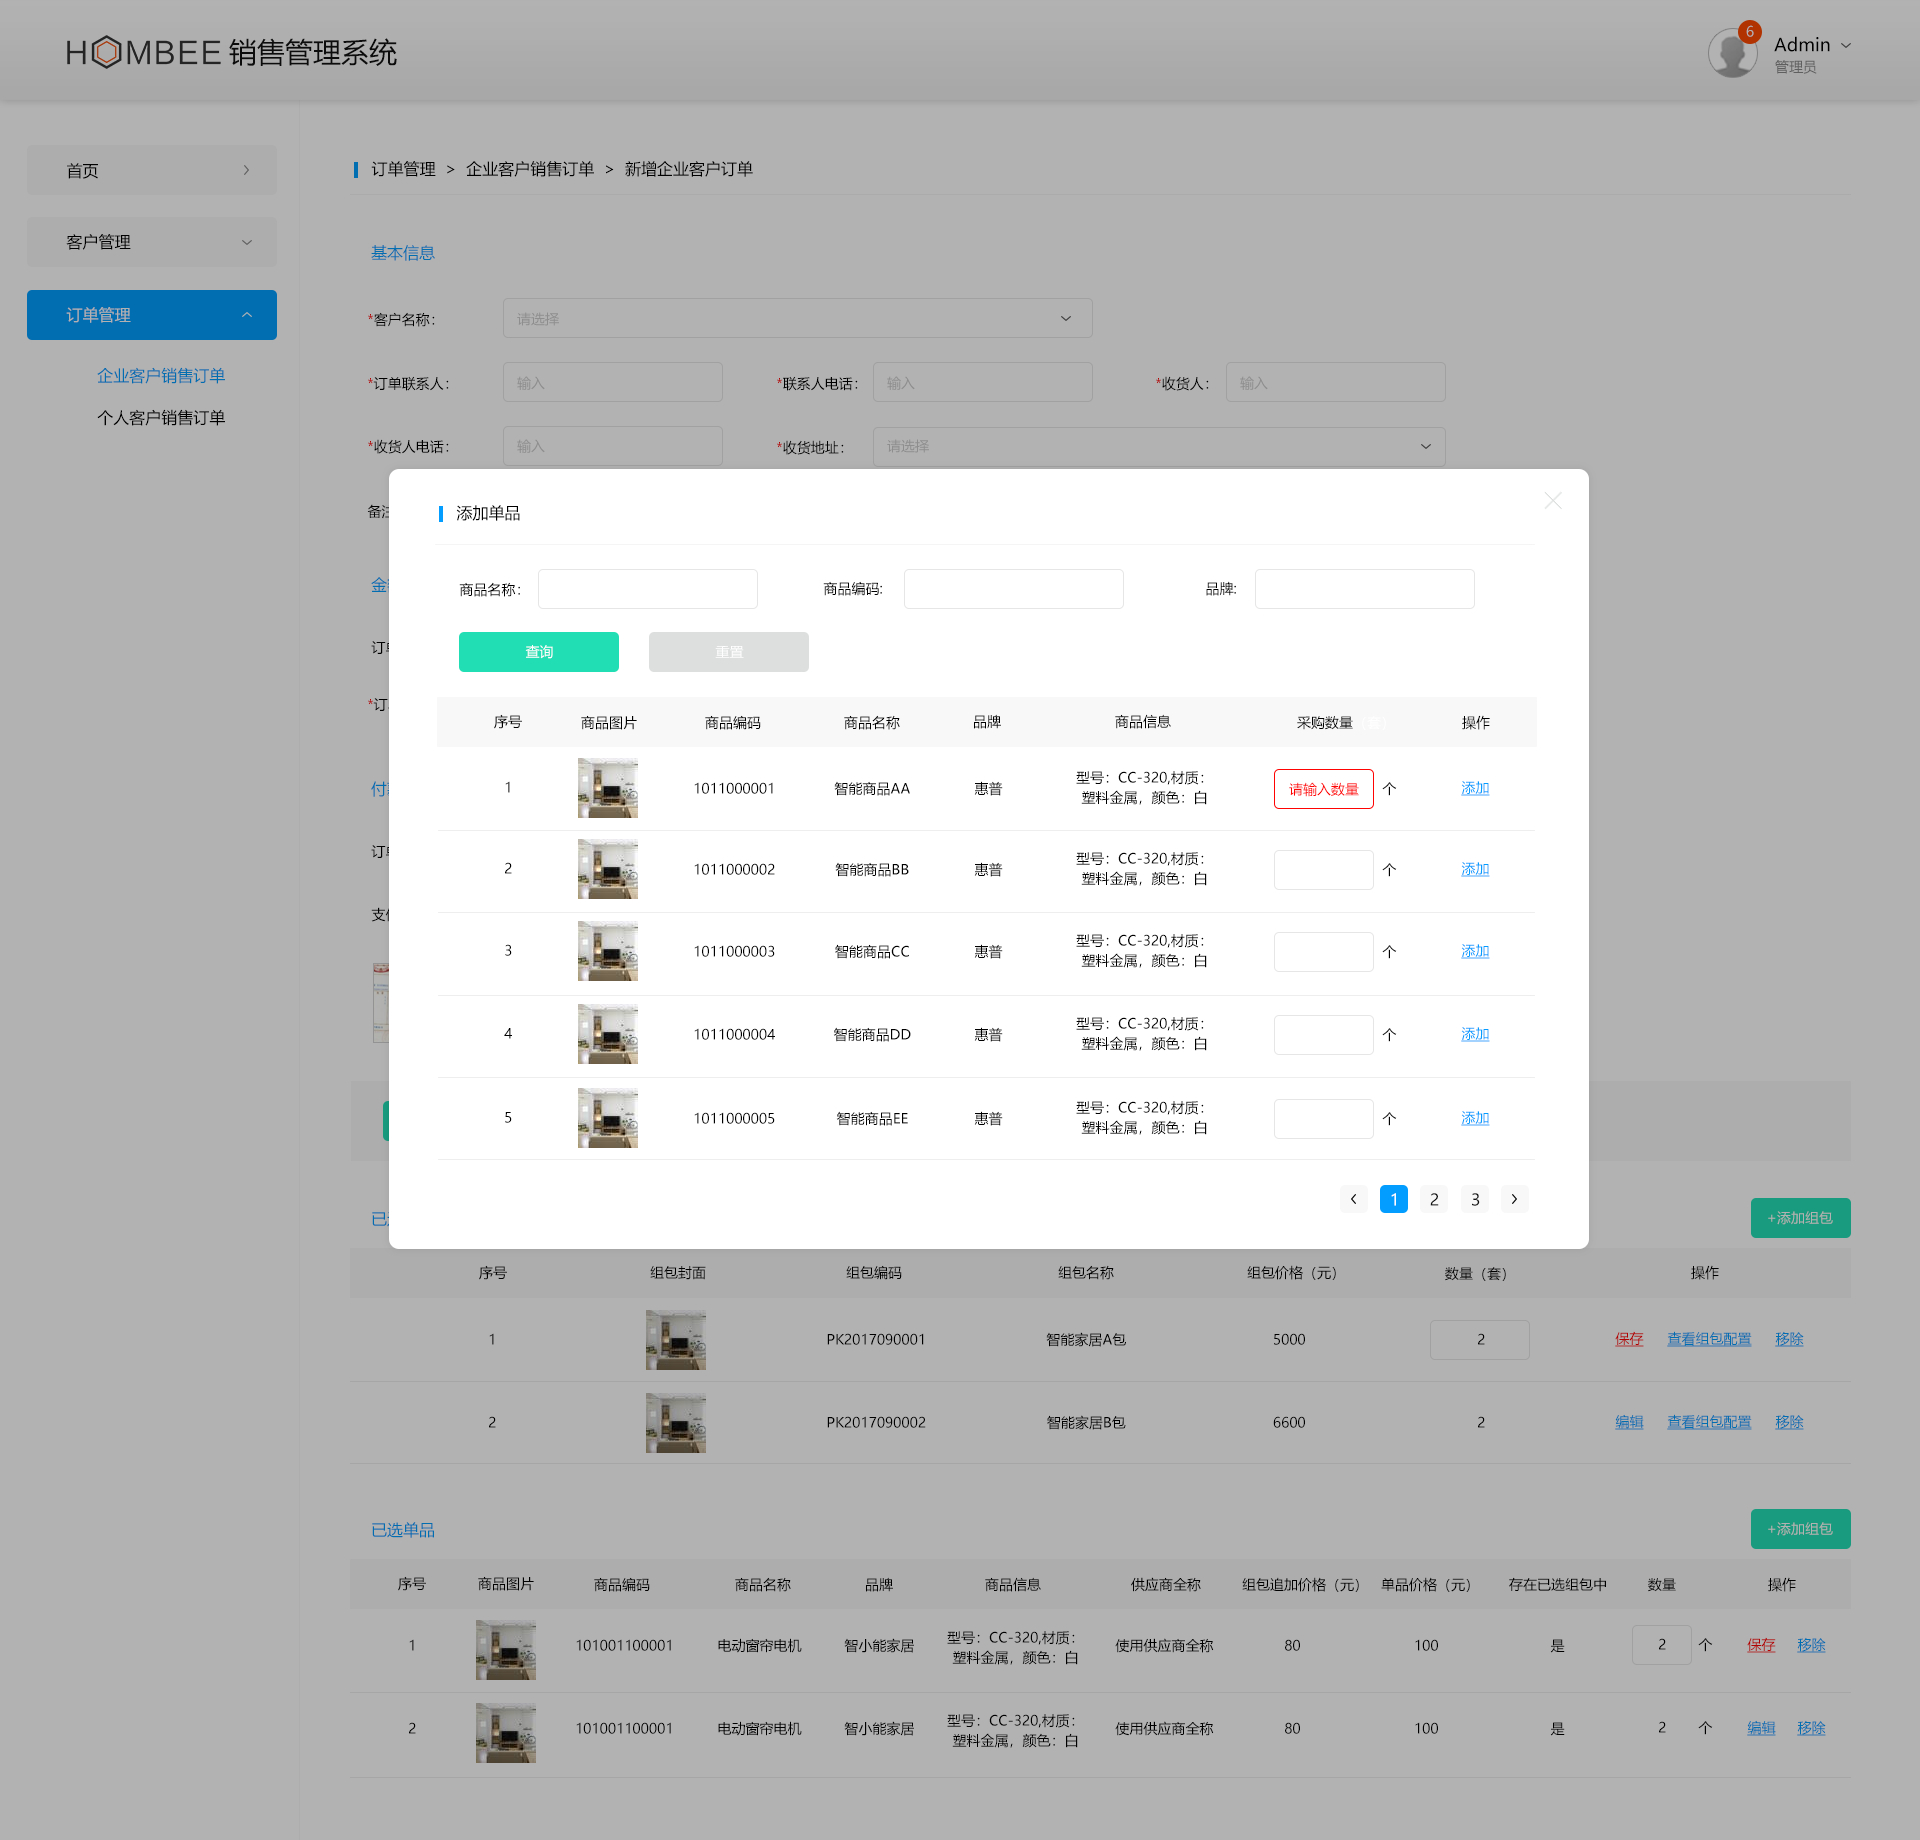 HOMBEE 销售管理系统
6
Admin
管理员
首页
客户管理
订单管理
企业客户销售订单
个人客户销售订单
订单管理 > 企业客户销售订单 > 新增企业客户订单
基本信息
*客户名称： 请选择
*订单联系人： 输入 *联系人电话： 输入 *收货人： 输入
*收货人电话： 输入 *收货地址： 请选择
添加单品
商品名称： 商品编码: 品牌:
查询 重置
序号 商品图片 商品编码 商品名称 品牌 商品信息 采购数量（套） 操作
1 1011000001 智能商品AA 惠普 型号：CC-320,材质： 请输入数量 个 添加
塑料金属，颜色：白
2 1011000002 智能商品BB 惠普 型号：CC-320,材质： 个 添加
塑料金属，颜色：白
3 1011000003 智能商品CC 惠普 型号：CC-320,材质： 个 添加
塑料金属，颜色：白
4 1011000004 智能商品DD 惠普 型号：CC-320,材质： 个 添加
塑料金属，颜色：白
5 1011000005 智能商品EE 惠普 型号：CC-320,材质： 个 添加
塑料金属，颜色：白
< 1 2 3 >
+添加组包
序号 组包封面 组包编码 组包名称 组包价格（元） 数量（套） 操作
1 PK2017090001 智能家居A包 5000 2 保存 查看组包配置 移除
2 PK2017090002 智能家居B包 6600 2 编辑 查看组包配置 移除
已选单品
+添加组包
序号 商品图片 商品编码 商品名称 品牌 商品信息 供应商全称 组包追加价格（元） 单品价格（元） 存在已选组包中 数量 操作
1 101001100001 电动窗帘电机 智小能家居 型号：CC-320,材质： 使用供应商全称 80 100 是 2 个 保存 移除
塑料金属，颜色：白
2 101001100001 电动窗帘电机 智小能家居 型号：CC-320,材质： 使用供应商全称 80 100 是 2 个 编辑 移除
塑料金属，颜色：白